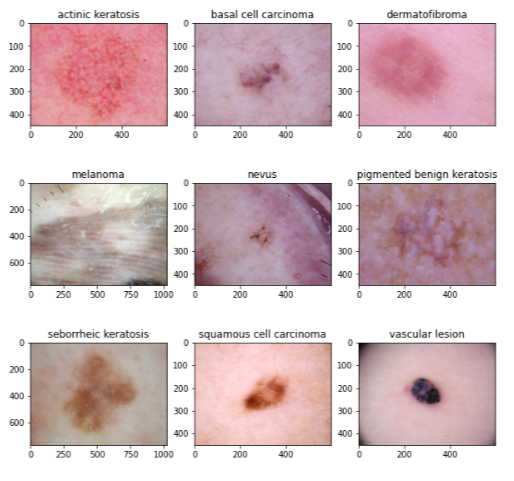 actinic keratosis basal cell carcinoma dermatofibroma
0 0 0
100 100 100
200 200 200
300 300 300
400 400 400
200 400 0 400 0 200 400
melanoma nevus pigmented benign keratosis
0 0 0
200 100 100
400 200 200
600 300 300
400 400
0 250 500 750 1000 0 400 0 200 400
seborrheic keratosis squamous cell carcinoma vascular lesion
0 0 0
200 100 100
400 200 200
600 300 300
400 400
0 250 500 750 1000 0 400 0 200 400